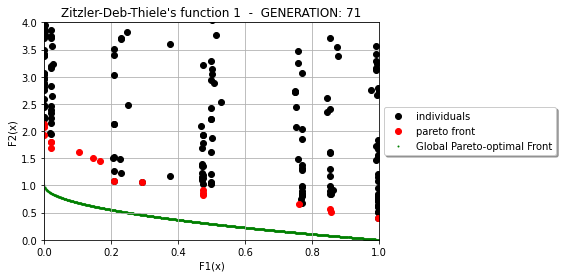 Zitzler-Deb-Thiele's function 1 - GENERATION: 71
4.0
3.5
3.0
2.5
2.0
1.5
1.0
0.5
0.0
F2(x)
0.0 0.2 0.4 0.6 0.8 1.0
F1(x)
individuals
pareto front
Global Pareto-optimal Front